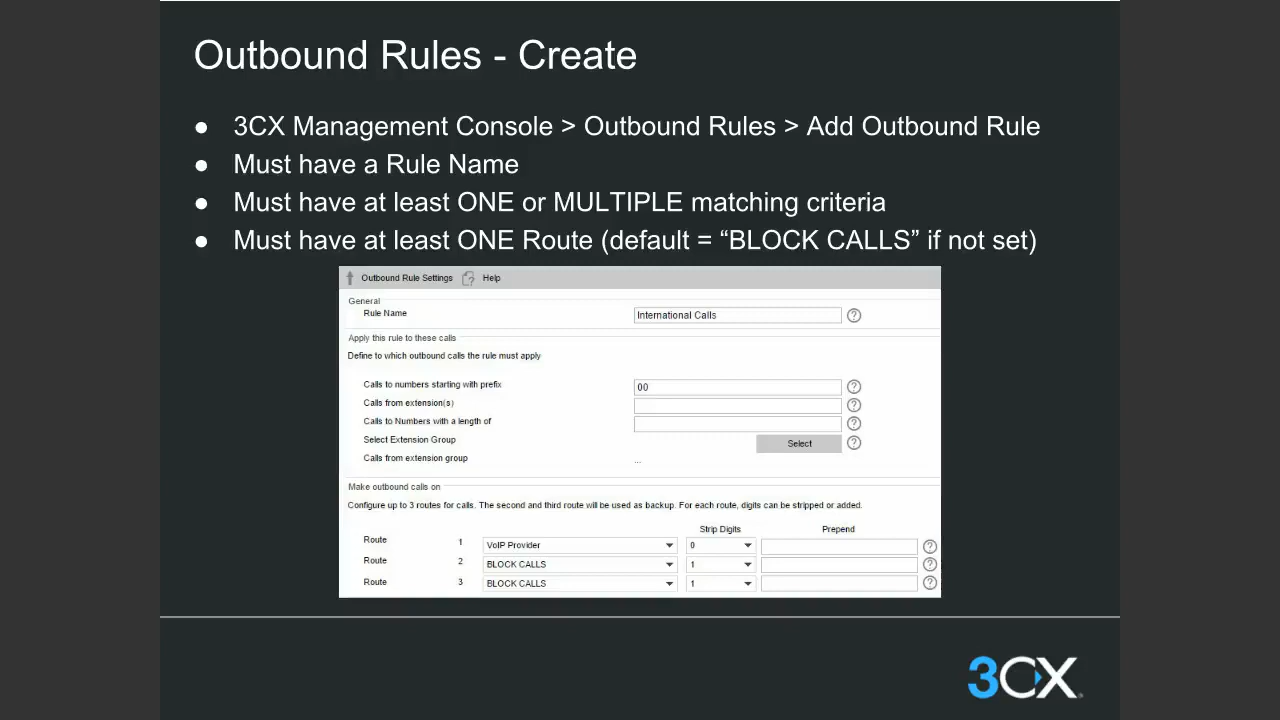 Outbound Rules - Create
● 3CX Management Console > Outbound Rules > Add Outbound Rule
● Must have a Rule Name
● Must have at least ONE or MULTIPLE matching criteria
● Must have at least ONE Route (default = “BLOCK CALLS” if not set)
Outbound Rule Settings ? Help
General
Rule Name International Calls ?
Apply this rule to these calls
Define to which outbound calls the rule must apply
Calls to numbers starting with prefix 00 ?
Calls from extension(s) ?
Calls to Numbers with a length of ?
Select Extension Group Select ?
Calls from extension group ...
Make outbound calls on
Configure up to 3 routes for calls. The second and third route will be used as backup. For each route, digits can be stripped or added.
Strip Digits Prepend
Route 1 VoIP Provider 0 ?
Route 2 BLOCK CALLS 1 ?
Route 3 BLOCK CALLS 1 ?
3CX